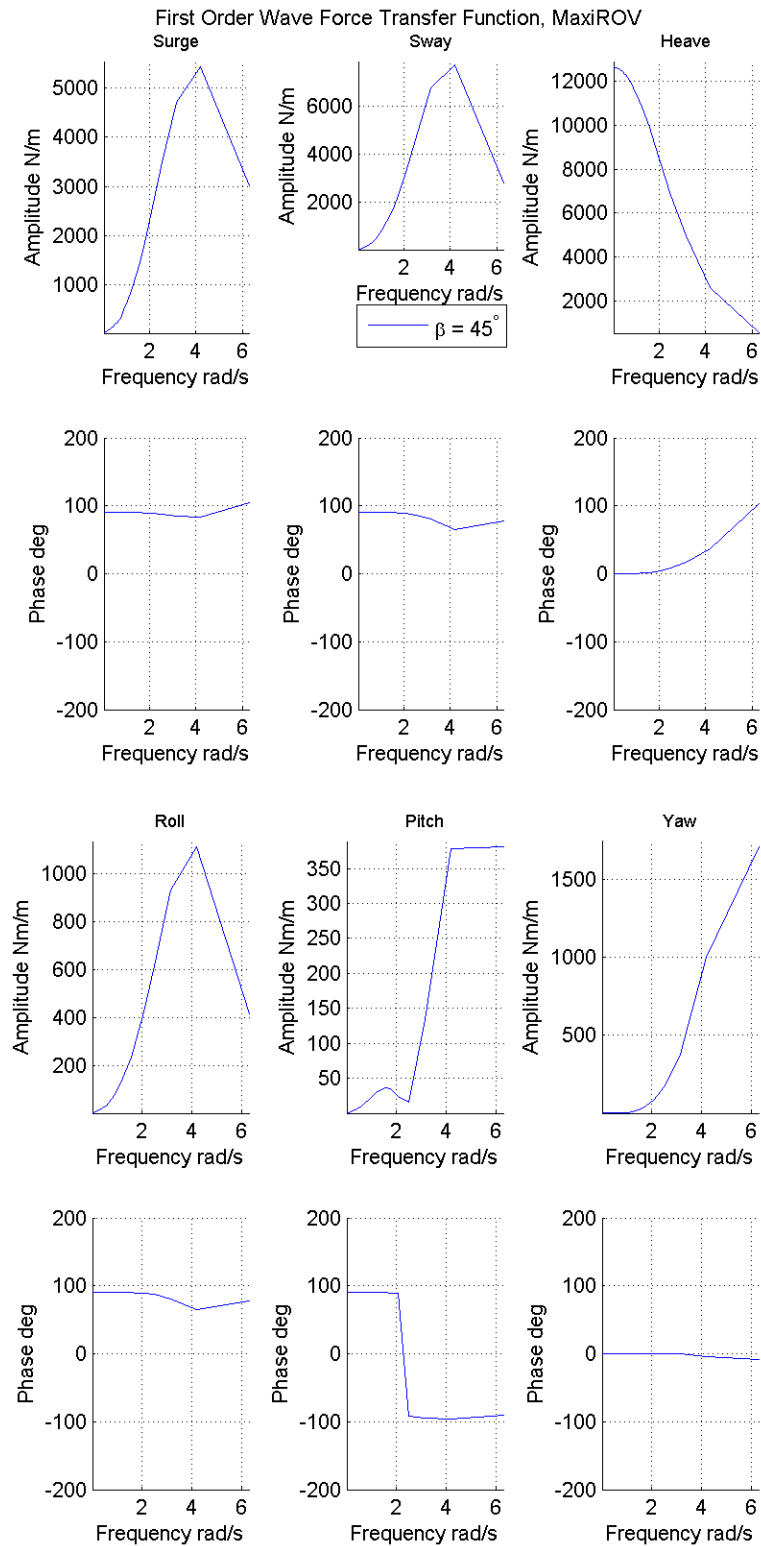 First Order Wave Force Transfer Function, MaxiROV
Surge
Sway
Heave
Amplitude N/m
5000
4000
3000
2000
1000
2 4 6
Frequency rad/s
Amplitude N/m
6000
4000
2000
2 4 6
Frequency rad/s
β = 45°
Amplitude N/m
12000
10000
8000
6000
4000
2000
2 4 6
Frequency rad/s
Phase deg
200
100
0
-100
-200
2 4 6
Frequency rad/s
Phase deg
200
100
0
-100
-200
2 4 6
Frequency rad/s
Phase deg
200
100
0
-100
-200
2 4 6
Frequency rad/s
Roll
Pitch
Yaw
Amplitude Nm/m
1000
800
600
400
200
2 4 6
Frequency rad/s
Amplitude Nm/m
350
300
250
200
150
100
50
2 4 6
Frequency rad/s
Amplitude Nm/m
1500
1000
500
2 4 6
Frequency rad/s
Phase deg
200
100
0
-100
-200
2 4 6
Frequency rad/s
Phase deg
200
100
0
-100
-200
2 4 6
Frequency rad/s
Phase deg
200
100
0
-100
-200
2 4 6
Frequency rad/s